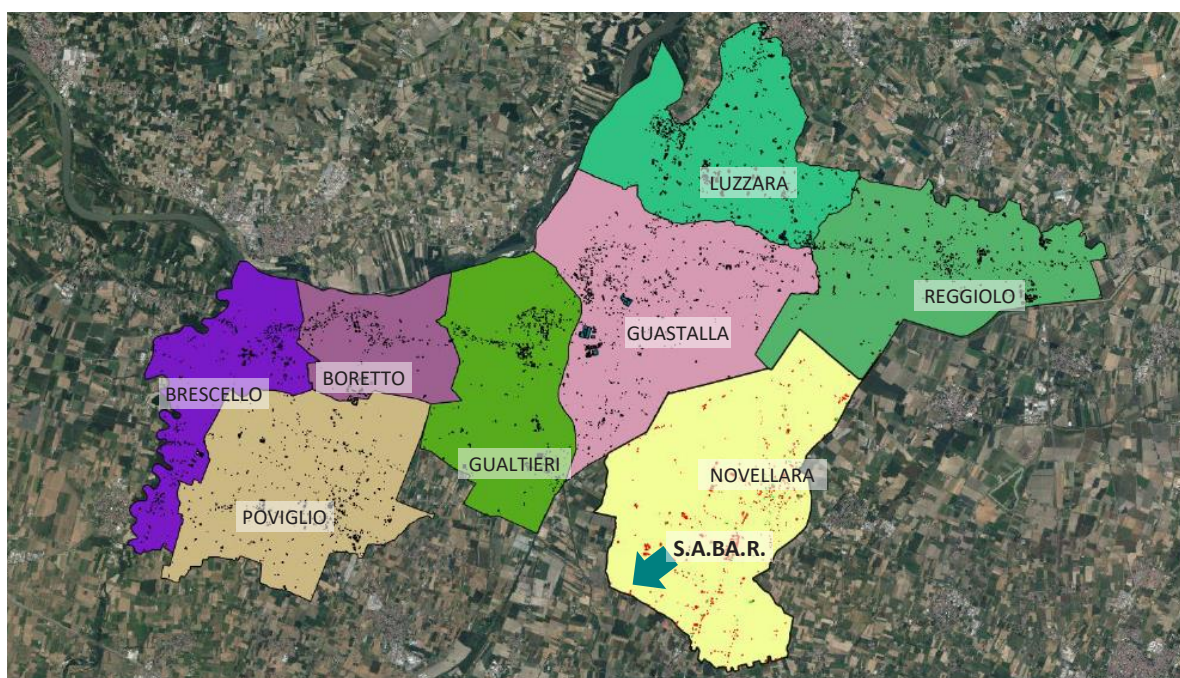 LUZZARA
REGGIOLO
GUASTALLA
BORETTO
BRESCELLO
GUALTIERI
NOVELLARA
POVIGLIO
S.A.BA.R.